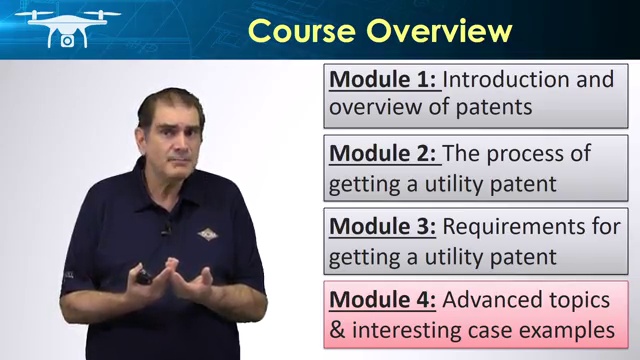 Course Overview
Module 1: Introduction and
overview of patents
Module 2: The process of
getting a utility patent
Module 3: Requirements for
getting a utility patent
Module 4: Advanced topics
& interesting case examples